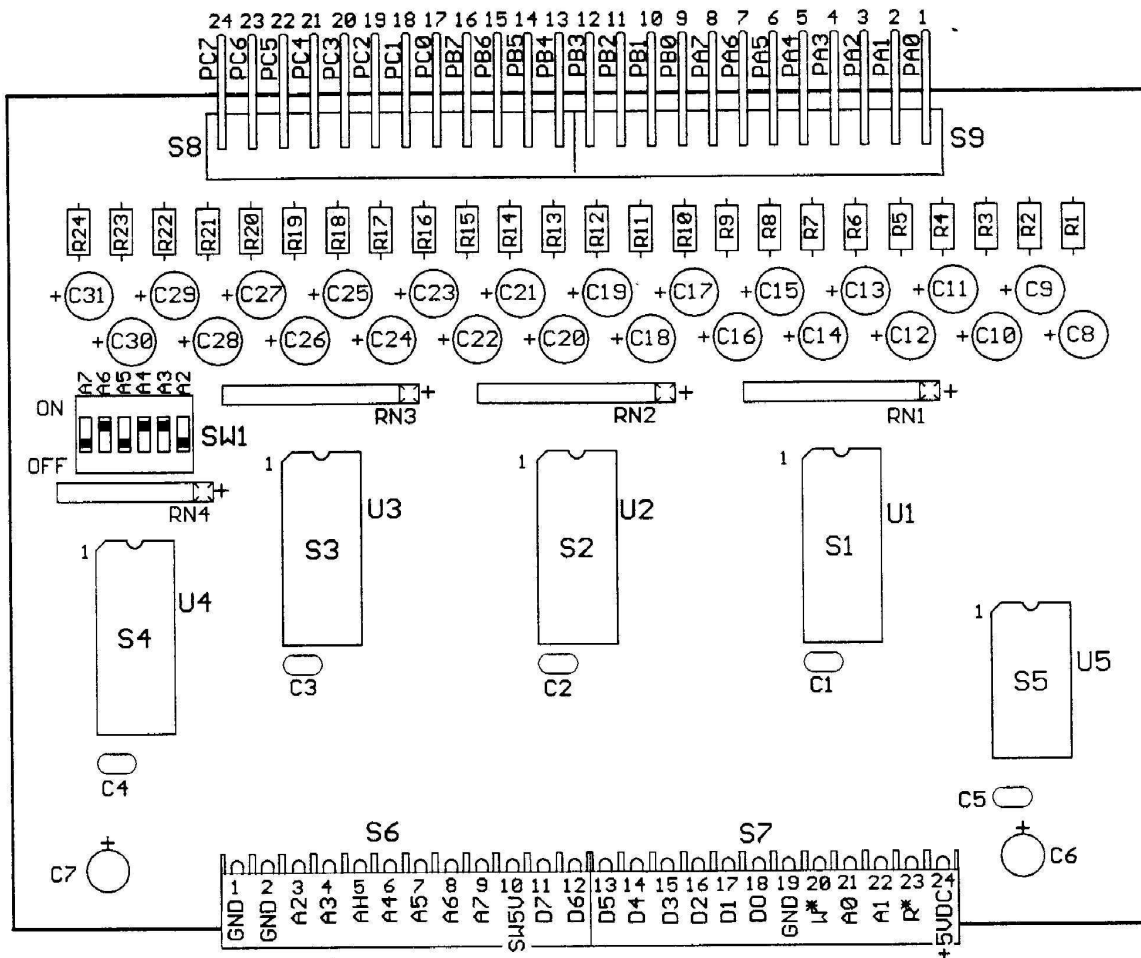 24 23 22 21 20 19 18 17 16 15 14 13 12 11 10 9 8 7 6 5 4 3 2 1
PC7 PC6 PC5 PC4 PC3 PC2 PC1 PC0 PB7 PB6 PB5 PB4 PB3 PB2 PB1 PB0 PA7 PA6 PA5 PA4 PA3 PA2 PA1 PA0
S8 S9
R24 R23 R22 R21 R20 R19 R18 R17 R16 R15 R14 R13 R12 R11 R10 R9 R8 R7 R6 R5 R4 R3 R2 R1
+C31 +C29 +C27 +C25 +C23 +C21 +C19 +C17 +C15 +C13 +C11 +C9
+C30 +C28 +C26 +C24 +C22 +C20 +C18 +C16 +C14 +C12 +C10 +C8
A7 A6 A5 A4 A3 A2
ON
OFF
SW1
+ + + +
RN3 RN2 RN1
RN4
1 1 1
U3 U2 U1
S3 S2 S1
1
U4
S4
1
U5
S5
C3 C2 C1
C4
C5
+
C7
+
C6
S6 S7
1 2 3 4 5 6 7 8 9 10 11 12 13 14 15 16 17 18 19 20 21 22 23 24
GND GND A2 A3 AH A4 A5 A6 A7 SW5V D7 D6 D5 D4 D3 D2 D1 D0 GND W* A0 A1 R* +5VDC